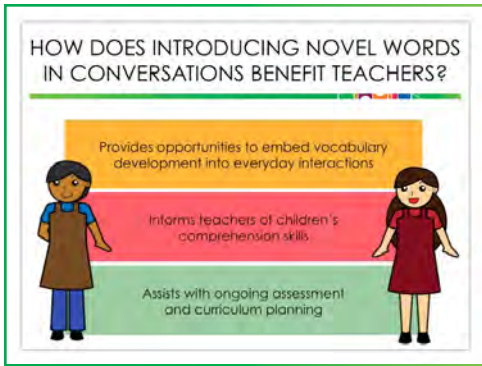 HOW DOES INTRODUCING NOVEL WORDS
IN CONVERSATIONS BENEFIT TEACHERS?
Provides opportunities to embed vocabulary
development into everyday interactions
Informs teachers of children's
comprehension skills
Assists with ongoing assessment
and curriculum planning